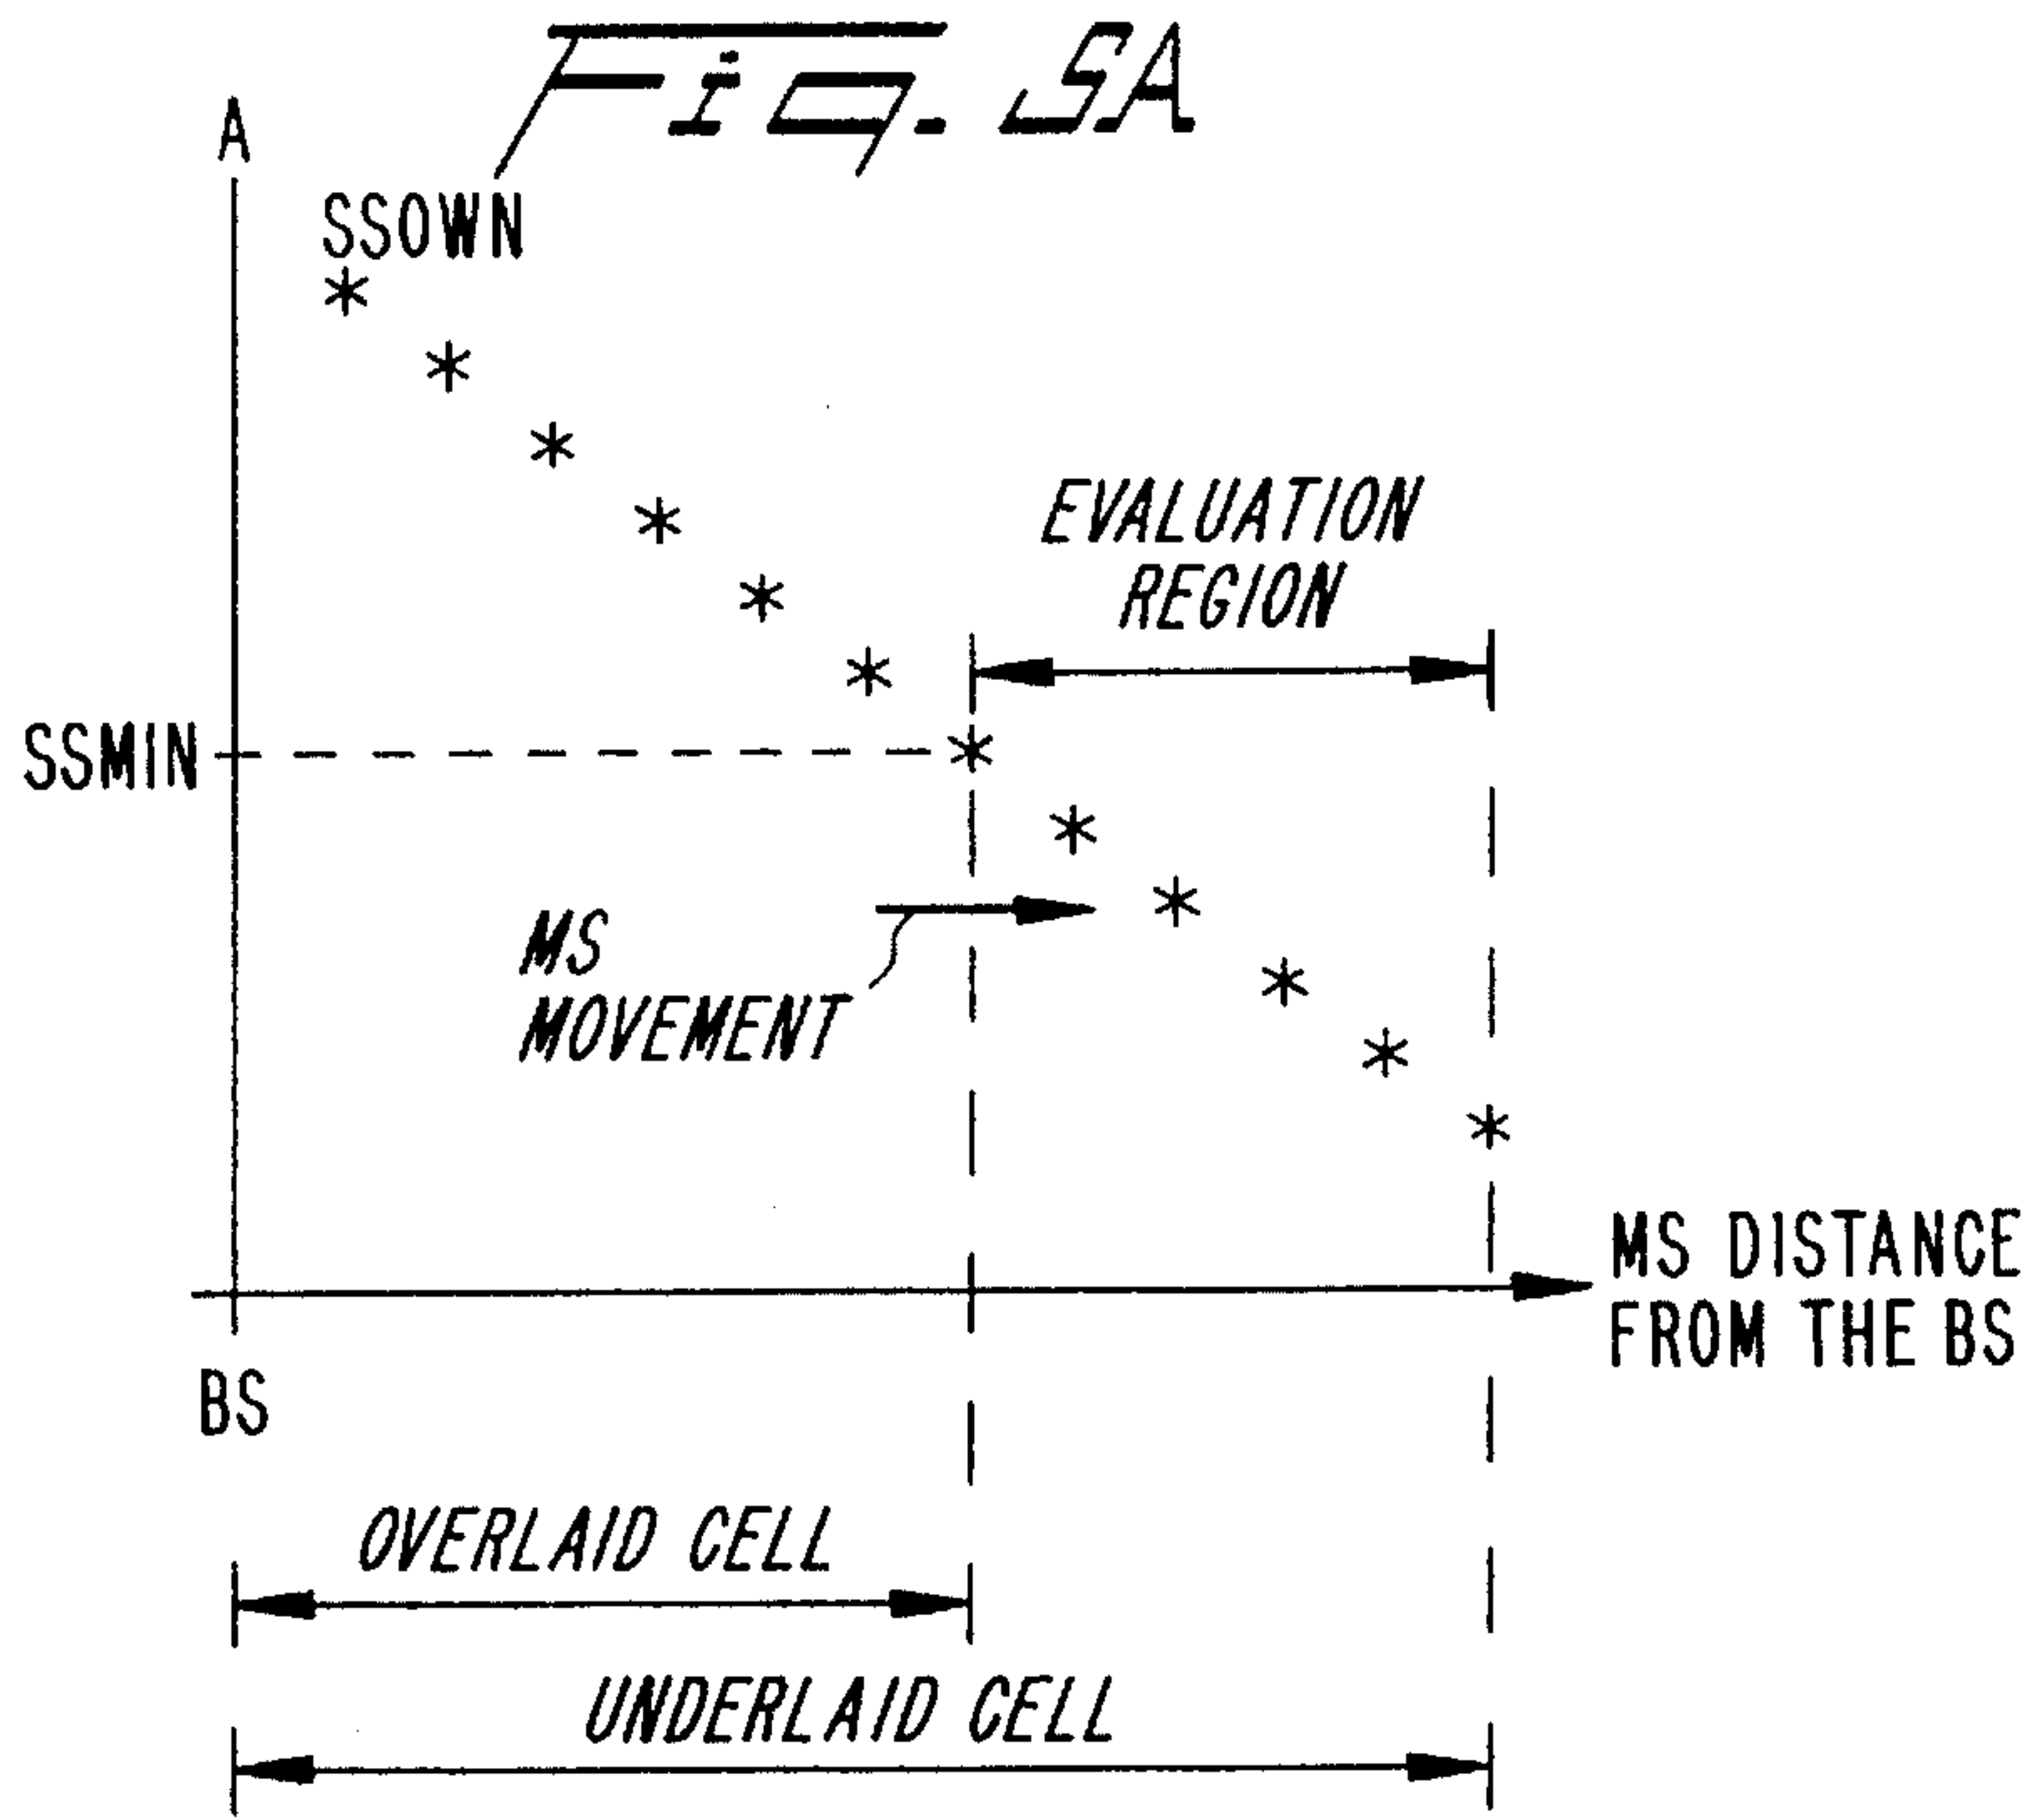 Fig. 5A
A
SSOWN
EVALUATION
REGION
SSMIN
MS
MOVEMENT
MS DISTANCE
FROM THE BS
BS
OVERLAID CELL
UNDERLAID CELL